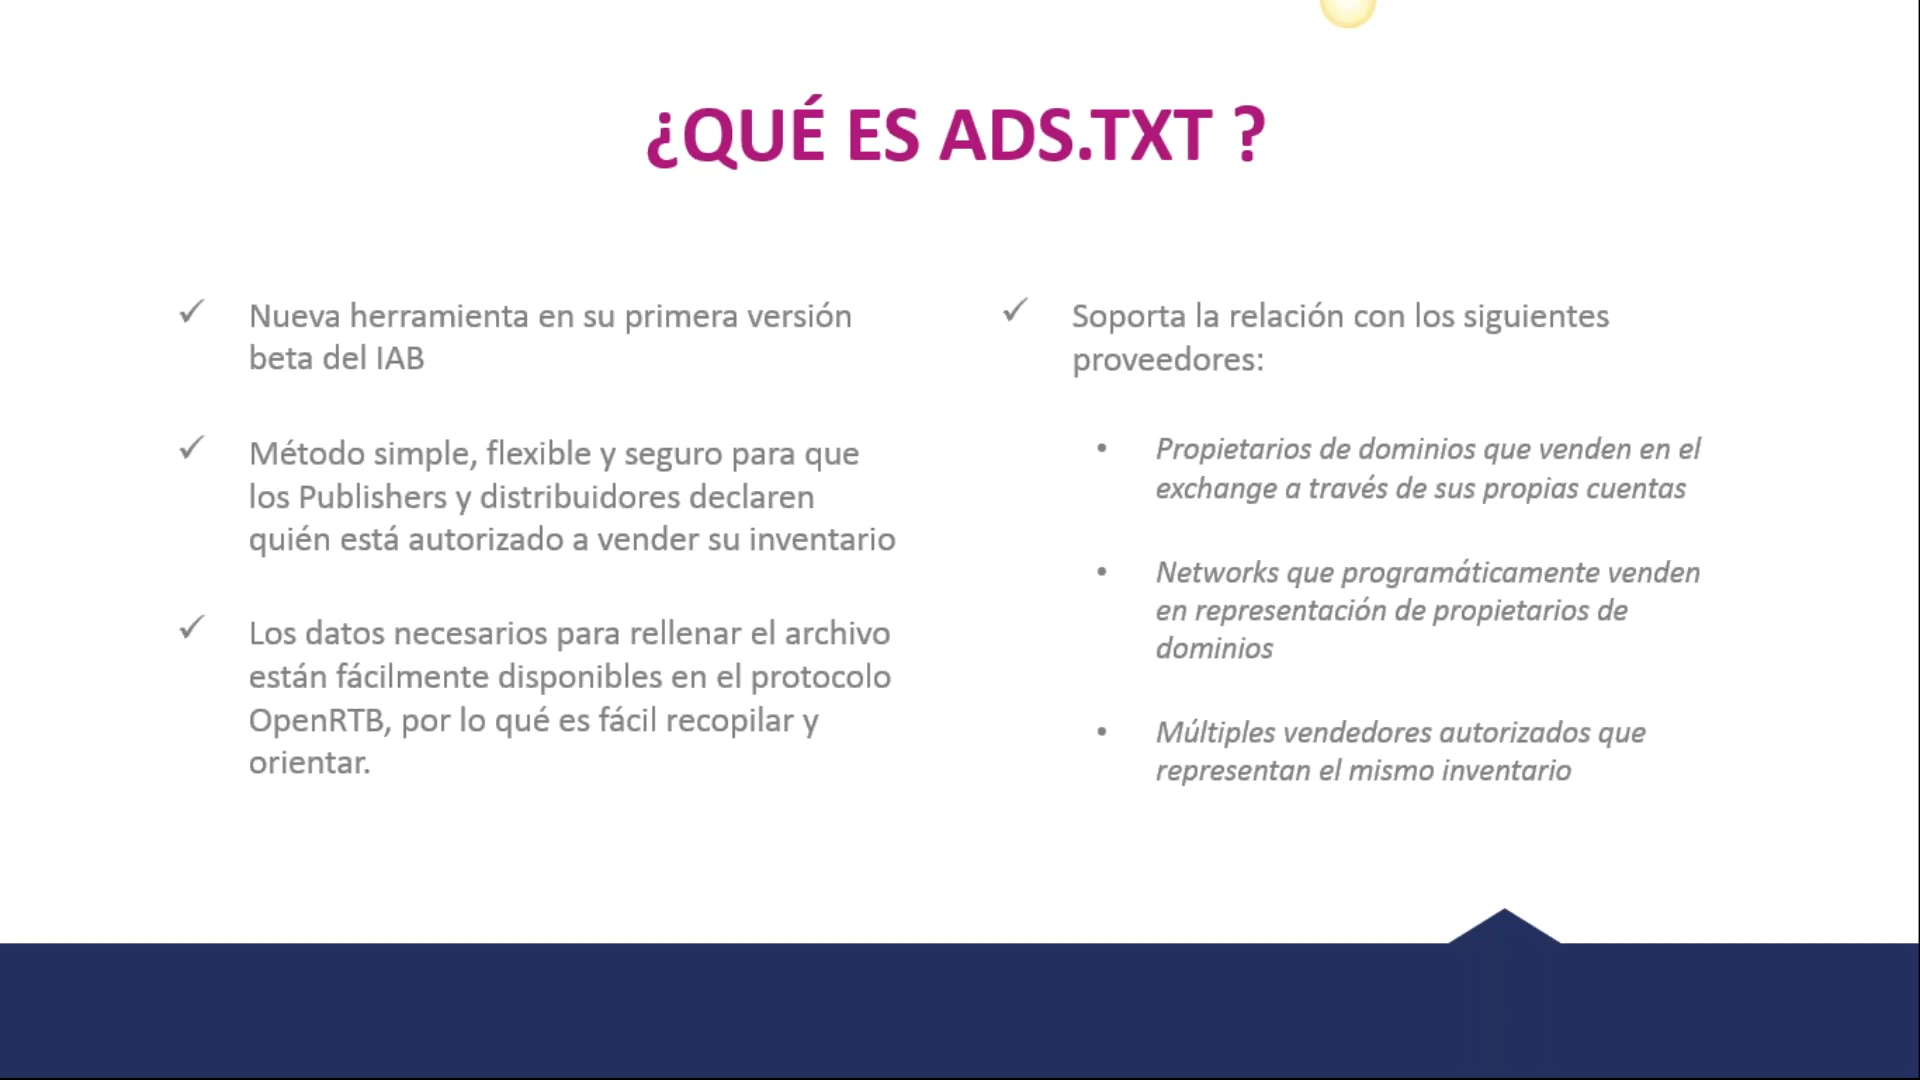 ¿QUÉ ES ADS.TXT ?
Nueva herramienta en su primera versión
beta del IAB
Método simple, flexible y seguro para que
los Publishers y distribuidores declaren
quién está autorizado a vender su inventario
Los datos necesarios para rellenar el archivo
están fácilmente disponibles en el protocolo
OpenRTB, por lo qué es fácil recopilar y
orientar.
Soporta la relación con los siguientes
proveedores:
Propietarios de dominios que venden en el
exchange a través de sus propias cuentas
Networks que programáticamente venden
en representación de propietarios de
dominios
Múltiples vendedores autorizados que
representan el mismo inventario